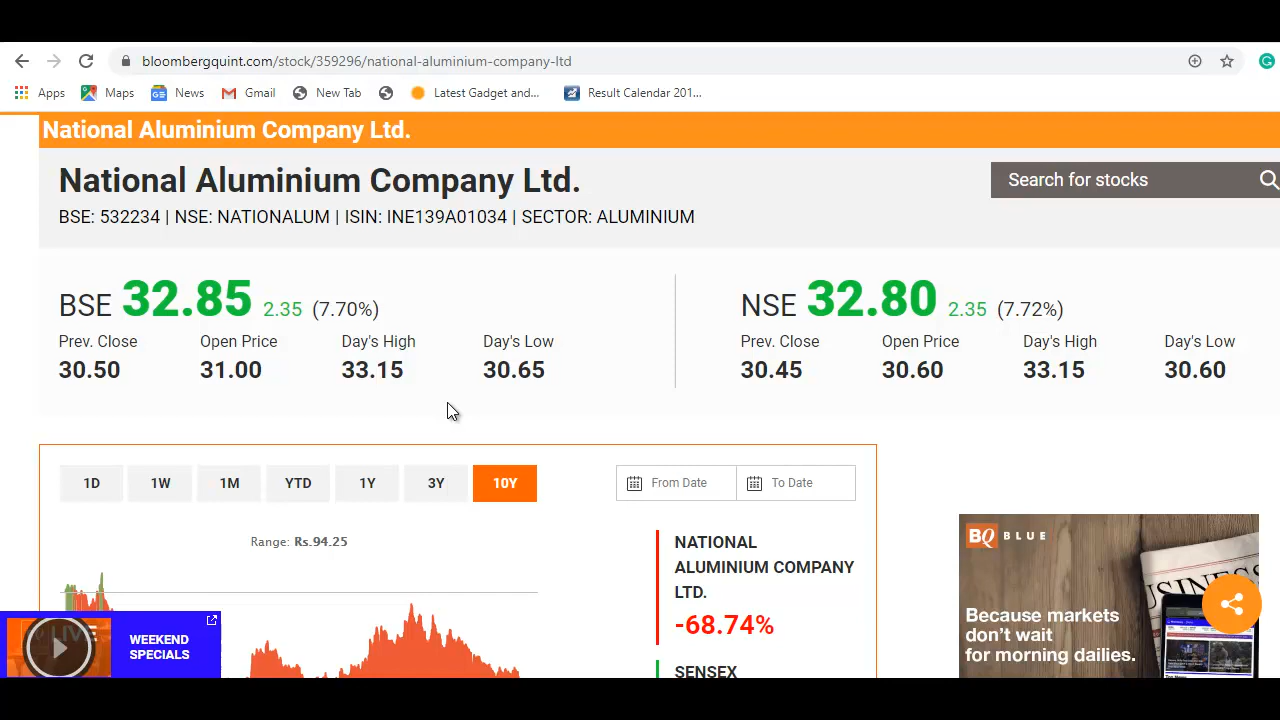 bloombergquint.com/stock/359296/national-aluminium-company-ltd
Apps Maps News Gmail New Tab Latest Gadget and... Result Calendar 201...
National Aluminium Company Ltd.
National Aluminium Company Ltd.
Search for stocks
BSE: 532234 | NSE: NATIONALUM | ISIN: INE139A01034 | SECTOR: ALUMINIUM
BSE 32.85 2.35 (7.70%)
Prev. Close Open Price Day's High Day's Low
30.50 31.00 33.15 30.65
NSE 32.80 2.35 (7.72%)
Prev. Close Open Price Day's High Day's Low
30.45 30.60 33.15 30.60
1D 1W 1M YTD 1Y 3Y 10Y
From Date To Date
Range: Rs.94.25
NATIONAL
ALUMINIUM COMPANY
LTD.
-68.74%
SENSEX
LIVE
WEEKEND
SPECIALS
BQ BLUE
Because markets
don't wait
for morning dailies.